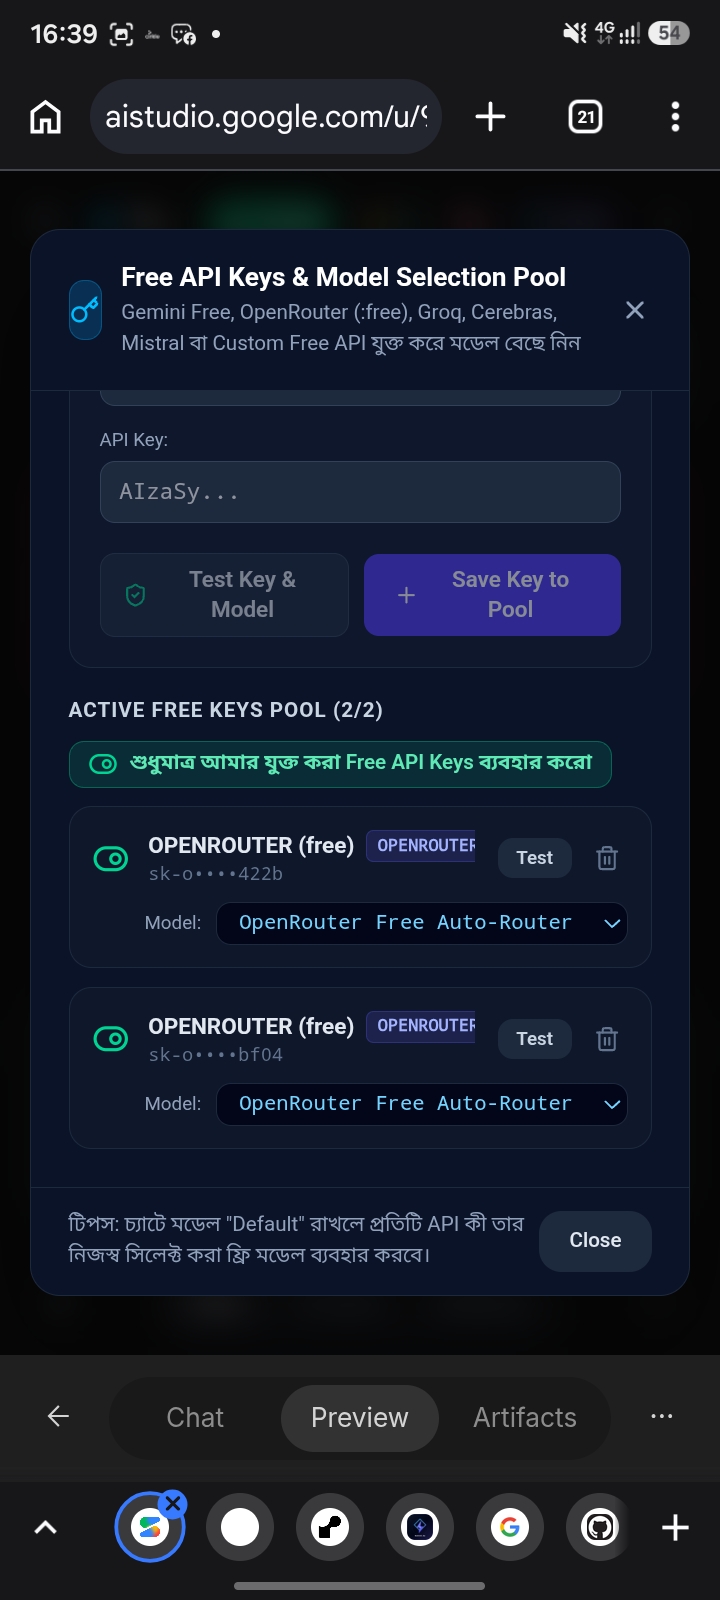 16:39
4G
54
aistudio.google.com/u/9
21
Free API Keys & Model Selection Pool
Gemini Free, OpenRouter (:free), Groq, Cerebras,
Mistral বা Custom Free API যুক্ত করে মডেল বেছে নিন
API Key:
AIzaSy...
Test Key &
Model
Save Key to
Pool
ACTIVE FREE KEYS POOL (2/2)
শুধুমাত্র আমার যুক্ত করা Free API Keys ব্যবহার করো
OPENROUTER (free) OPENROUTER
Test
sk-o••••422b
Model: OpenRouter Free Auto-Router
OPENROUTER (free) OPENROUTER
Test
sk-o••••bf04
Model: OpenRouter Free Auto-Router
টিপস: চ্যাটে মডেল "Default" রাখলে প্রতিটি API কী তার
নিজস্ব সিলেক্ট করা ফ্রি মডেল ব্যবহার করবে।
Close
Chat
Preview
Artifacts